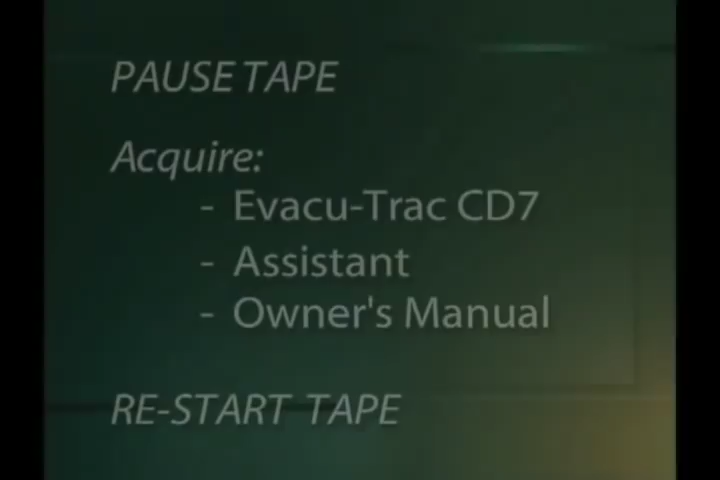 PAUSE TAPE
Acquire:
- Evacu-Trac CD7
- Assistant
- Owner's Manual
RE-START TAPE